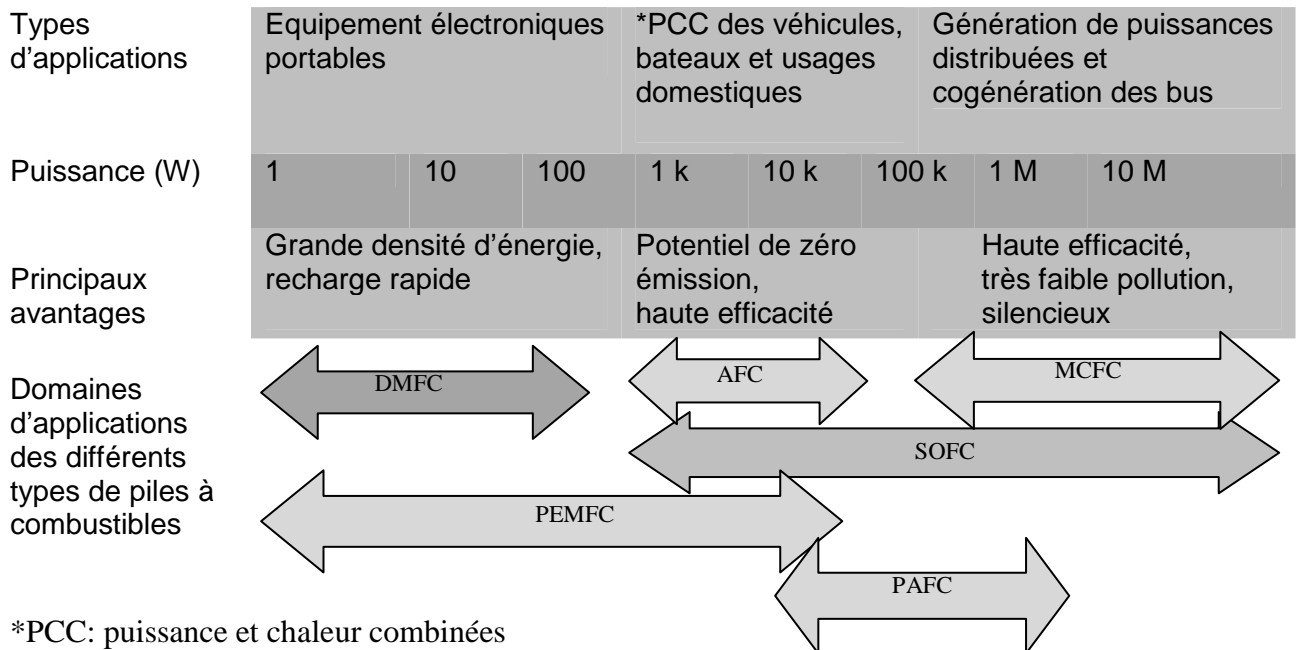 Types
d’applications
Equipement électroniques
portables
*PCC des véhicules,
bateaux et usages
domestiques
Génération de puissances
distribuées et
cogénération des bus
Puissance (W) 1 10 100 1 k 10 k 100 k 1 M 10 M
Principaux
avantages
Grande densité d’énergie,
recharge rapide
Potentiel de zéro
émission,
haute efficacité
Haute efficacité,
très faible pollution,
silencieux
Domaines
d’applications
des différents
types de piles à
combustibles
DMFC AFC MCFC
SOFC
PEMFC
PAFC
*PCC: puissance et chaleur combinées